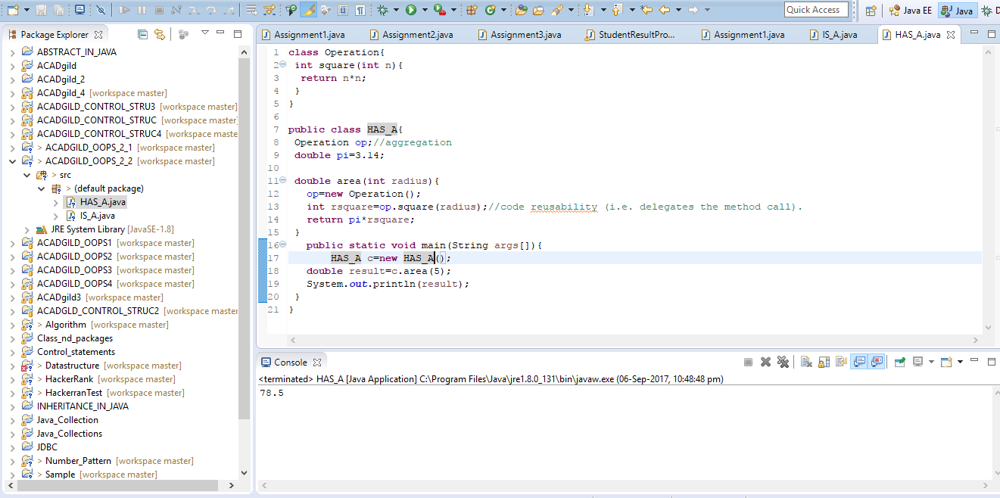 Quick Access
Java EE
Java
Package Explorer
ABSTRACT_IN_JAVA
ACADgild
ACADgild_2
ACADgild_4 [workspace master]
ACADGILD_CONTROL_STRU3 [workspace master]
ACADGILD_CONTROL_STRUC [workspace master]
ACADGILD_CONTROL_STRUC4 [workspace maste
> ACADGILD_OOPS_2_1 [workspace master]
> ACADGILD_OOPS_2_2 [workspace master]
> src
> (default package)
HAS_A.java
IS_A.java
JRE System Library [JavaSE-1.8]
ACADGILD_OOPS1 [workspace master]
ACADGILD_OOPS2 [workspace master]
ACADGILD_OOPS3 [workspace master]
ACADGILD_OOPS4 [workspace master]
ACADgild3 [workspace master]
ACADGLD_CONTROL_STRUC2 [workspace master
> Algorithm [workspace master]
Class_nd_packages
Control_statements
> Datastructure [workspace master]
> HackerRank [workspace master]
> HackerranTest [workspace master]
INHERITANCE_IN_JAVA
Java_Collection
Java_Collections
JDBC
> Number_Pattern [workspace master]
> Sample [workspace master]
Assignment1.java
Assignment2.java
Assignment3.java
StudentResultPro...
Assignment1.java
IS_A.java
HAS_A.java
1 class Operation{
2 int square(int n){
3 return n*n;
4 }
5 }
6
7 public class HAS_A{
8 Operation op;//aggregation
9 double pi=3.14;
10
11 double area(int radius){
12 op=new Operation();
13 int rsquare=op.square(radius);//code reusability (i.e. delegates the method call).
14 return pi*rsquare;
15 }
16 public static void main(String args[]){
17 HAS_A c=new HAS_A();
18 double result=c.area(5);
19 System.out.println(result);
20 }
21 }
Console
<terminated> HAS_A [Java Application] C:\Program Files\Java\jre1.8.0_131\bin\javaw.exe (06-Sep-2017, 10:48:48 pm)
78.5